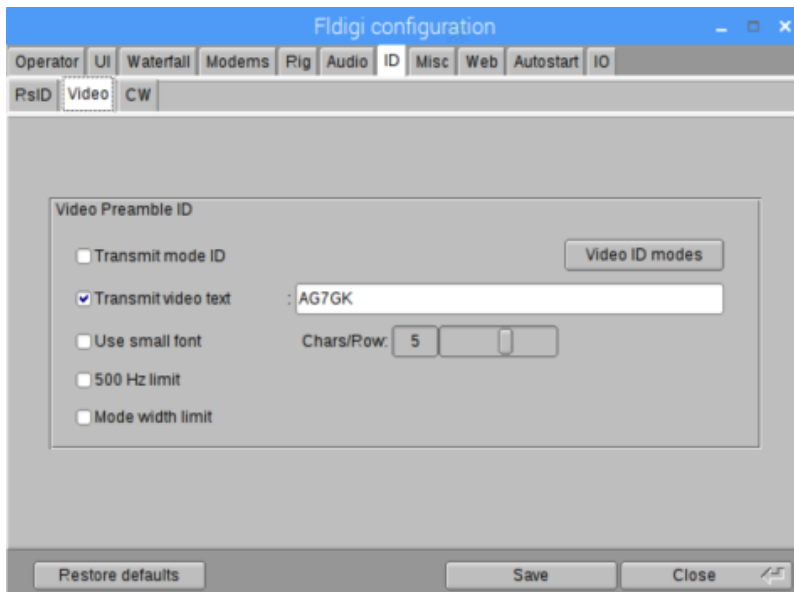 Fldigi configuration
Operator UI Waterfall Modems Rig Audio ID Misc Web Autostart IO
RsID Video CW
Video Preamble ID
Transmit mode ID Video ID modes
Transmit video text : AG7GK
Use small font Chars/Row: 5
500 Hz limit
Mode width limit
Restore defaults Save Close